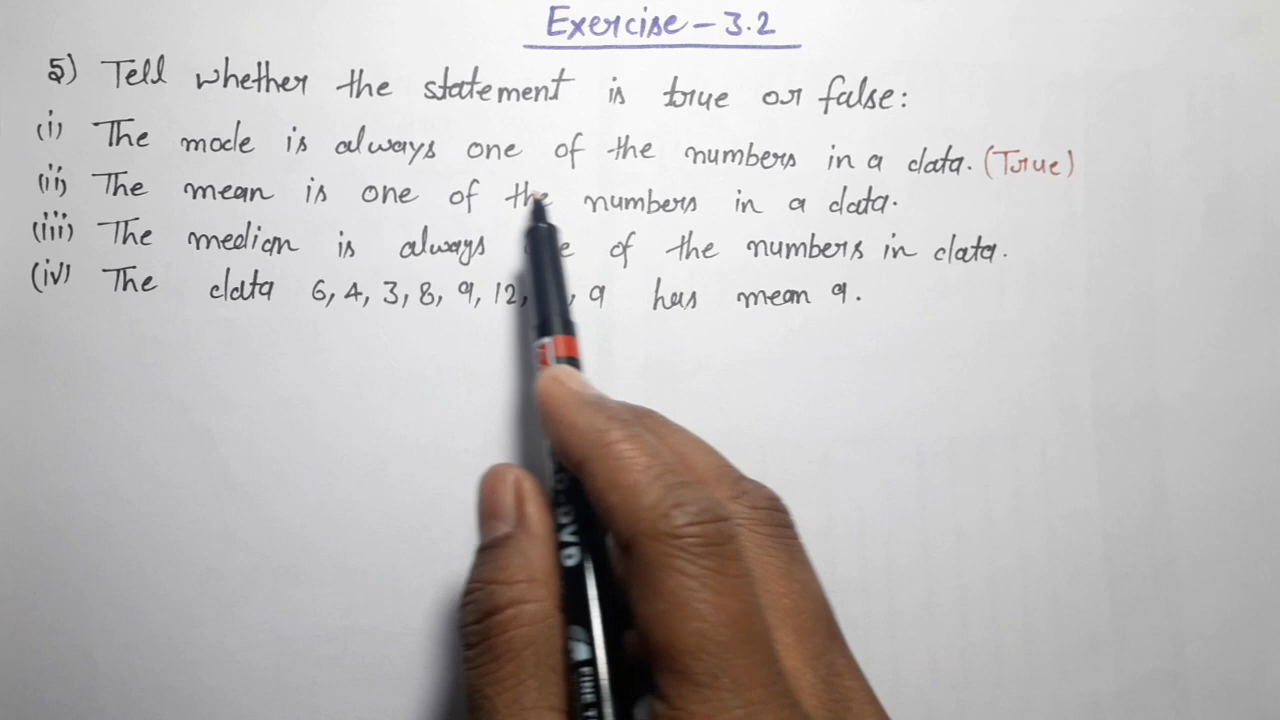 Exercise - 3.2
5) Tell whether the statement is true or false:
(i) The mode is always one of the numbers in a data. (True)
(ii) The mean is one of the numbers in a data.
(iii) The median is always of the numbers in data.
(iv) The data 6, 4, 3, 8, 9, 12, , 9 has mean 9.